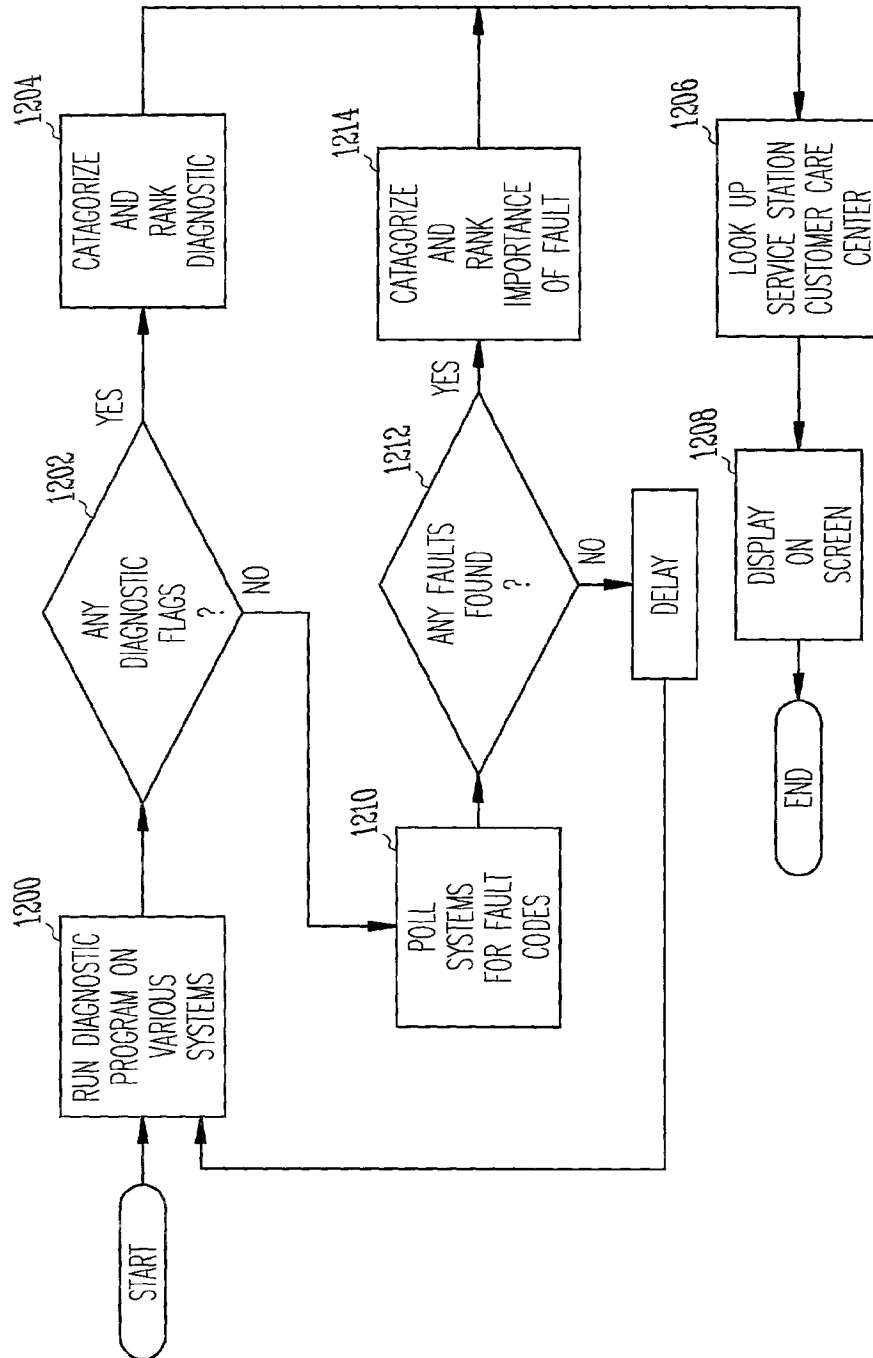 START
1200
RUN DIAGNOSTIC
PROGRAM ON
VARIOUS
SYSTEMS
1202
ANY
DIAGNOSTIC
FLAGS
?
YES
NO
1204
CATAGORIZE
AND
RANK
DIAGNOSTIC
1210
POLL
SYSTEMS
FOR FAULT
CODES
1212
ANY FAULTS
FOUND
?
YES
NO
1214
CATAGORIZE
AND
RANK
IMPORTANCE
OF FAULT
DELAY
1206
LOOK UP
SERVICE STATION
CUSTOMER CARE
CENTER
1208
DISPLAY
ON
SCREEN
END